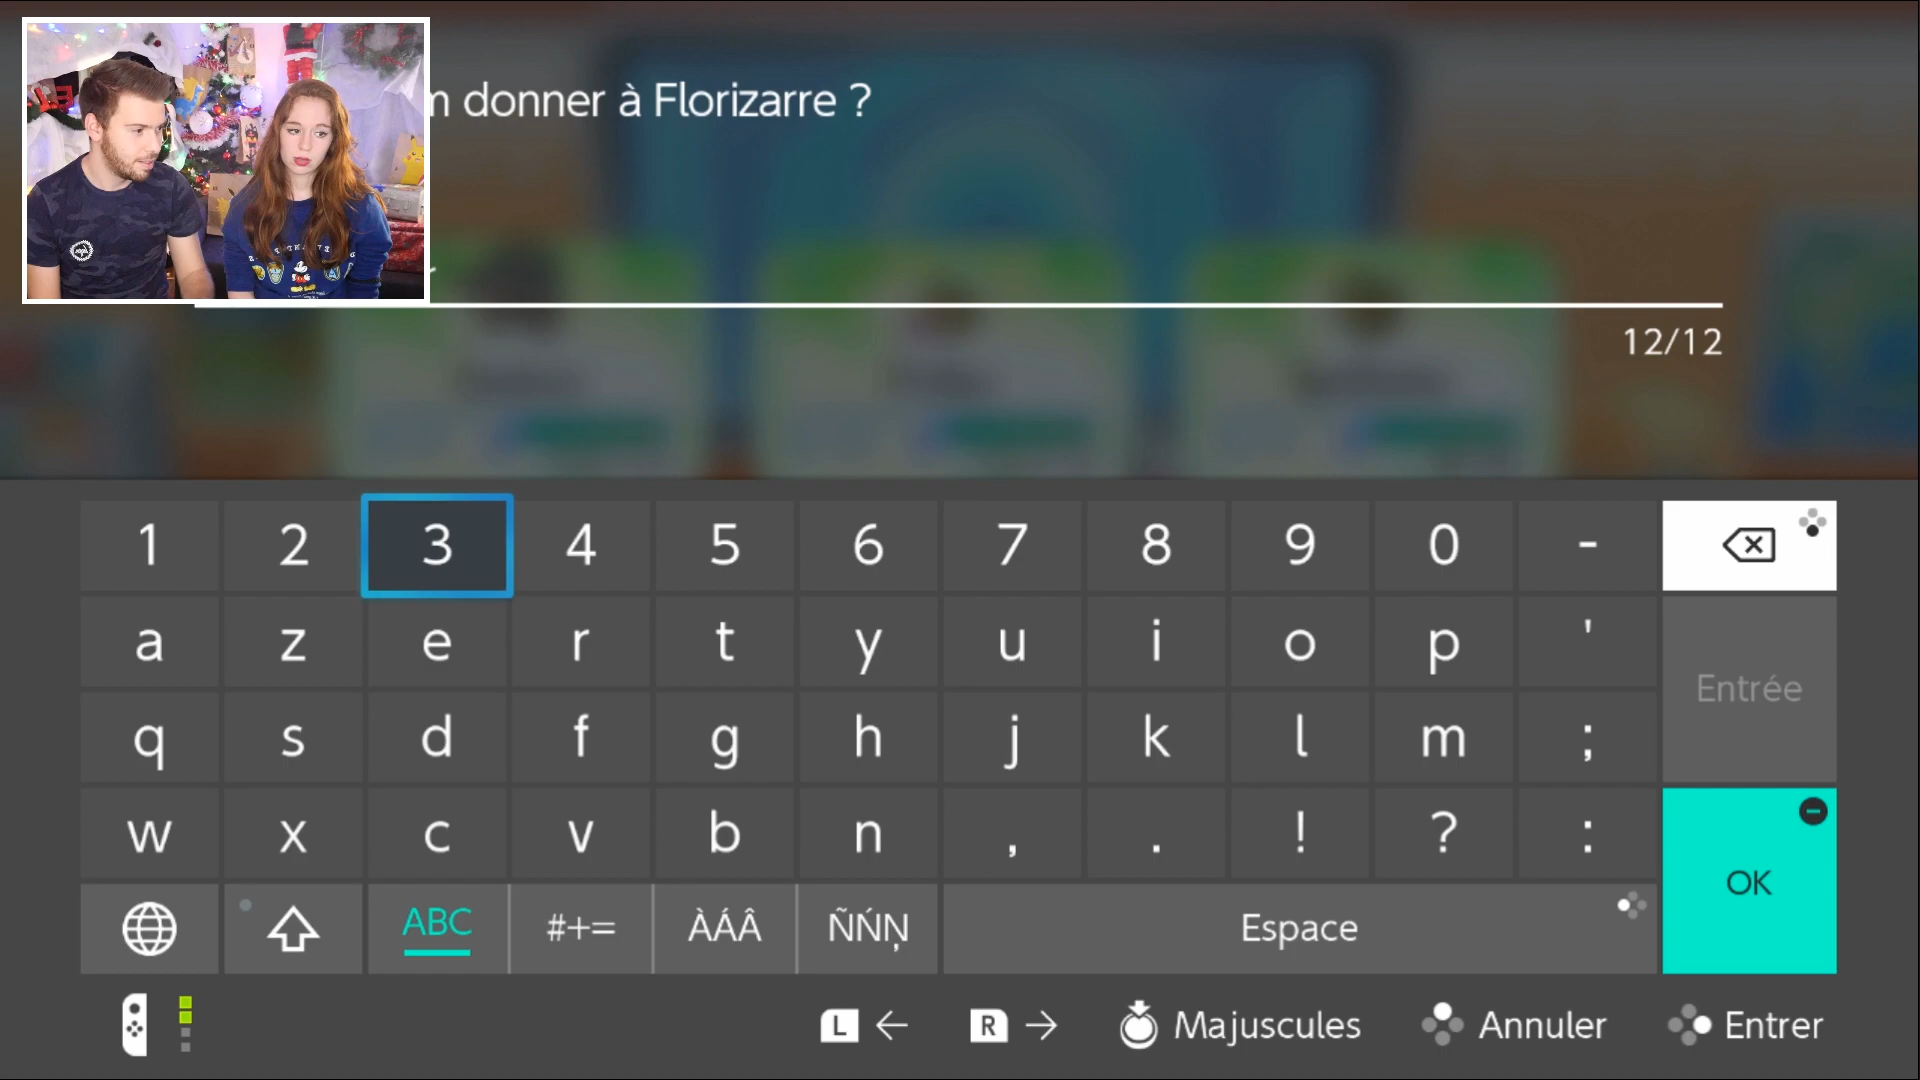 n donner à Florizarre ?
12/12
1 2 3 4 5 6 7 8 9 0 -
a z e r t y u i o p '
Entrée
q s d f g h j k l m ;
w x c v b n , . ! ? :
OK
ABC #+= ÀÁÂ ÑŃŅ Espace
L ← R → Majuscules Annuler Entrer